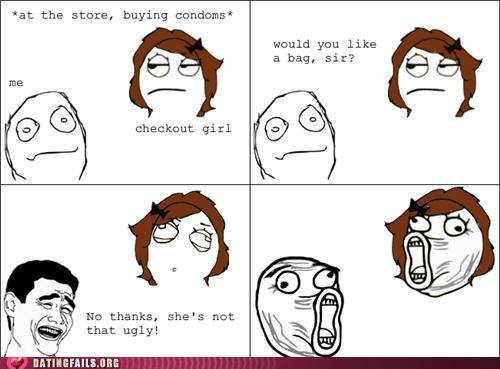 *at the store, buying condoms*
me
checkout girl
would you like
a bag, sir?
No thanks, she's not
that ugly!
DATINGFAILS.ORG